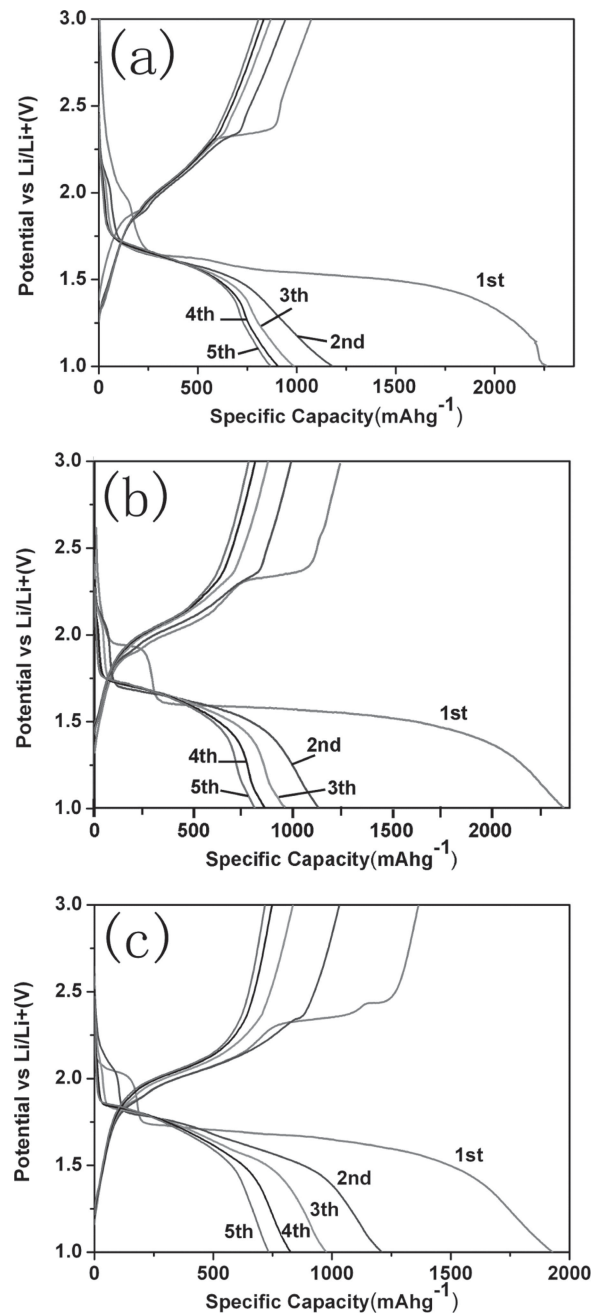 (a)
3.0
2.5
2.0
1.5
1.0
Potential vs Li/Li+(V)
1st
3th
4th
2nd
5th
0 500 750 1000 1500 2000
Specific Capacity(mAhg-1)
(b)
3.0
2.5
2.0
1.5
1.0
Potential vs Li/Li+(V)
1st
2nd
4th
5th
3th
0 500 1000 1500 2000
Specific Capacity(mAhg-1)
(c)
3.0
2.5
2.0
1.5
1.0
Potential vs Li/Li+(V)
1st
2nd
3th
5th
4th
0 500 1000 1500 2000
Specific Capacity(mAhg-1)